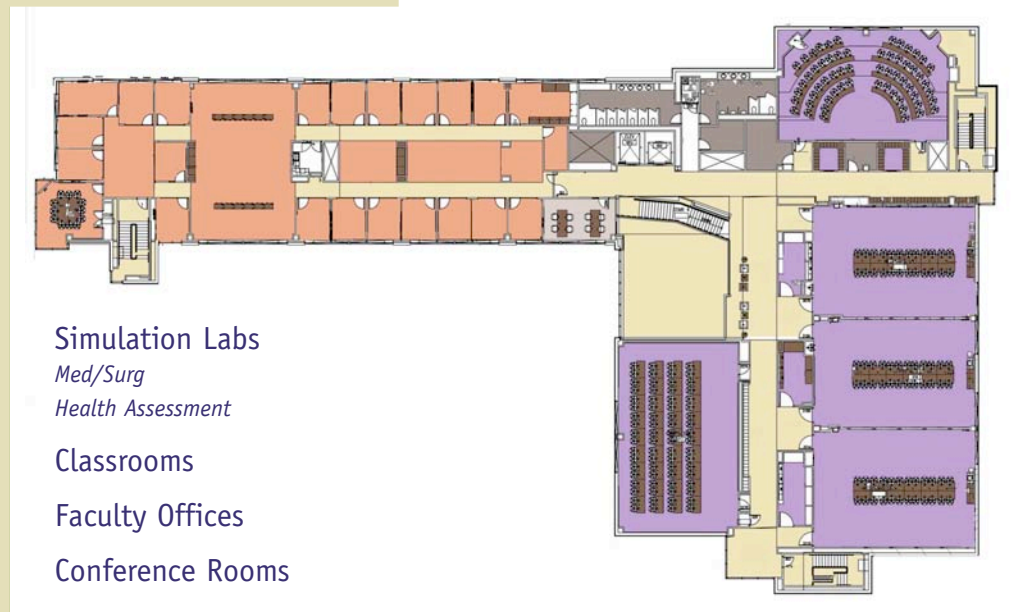 Simulation Labs
Med/Surg
Health Assessment
Classrooms
Faculty Offices
Conference Rooms